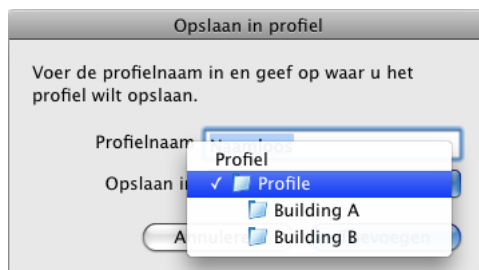 Opslaan in profiel
Voer de profielnaam in en geef op waar u het
profiel wilt opslaan.
Profielnaam Naamloos
Profiel
Opslaan in
✓ Profile
Building A
Building B